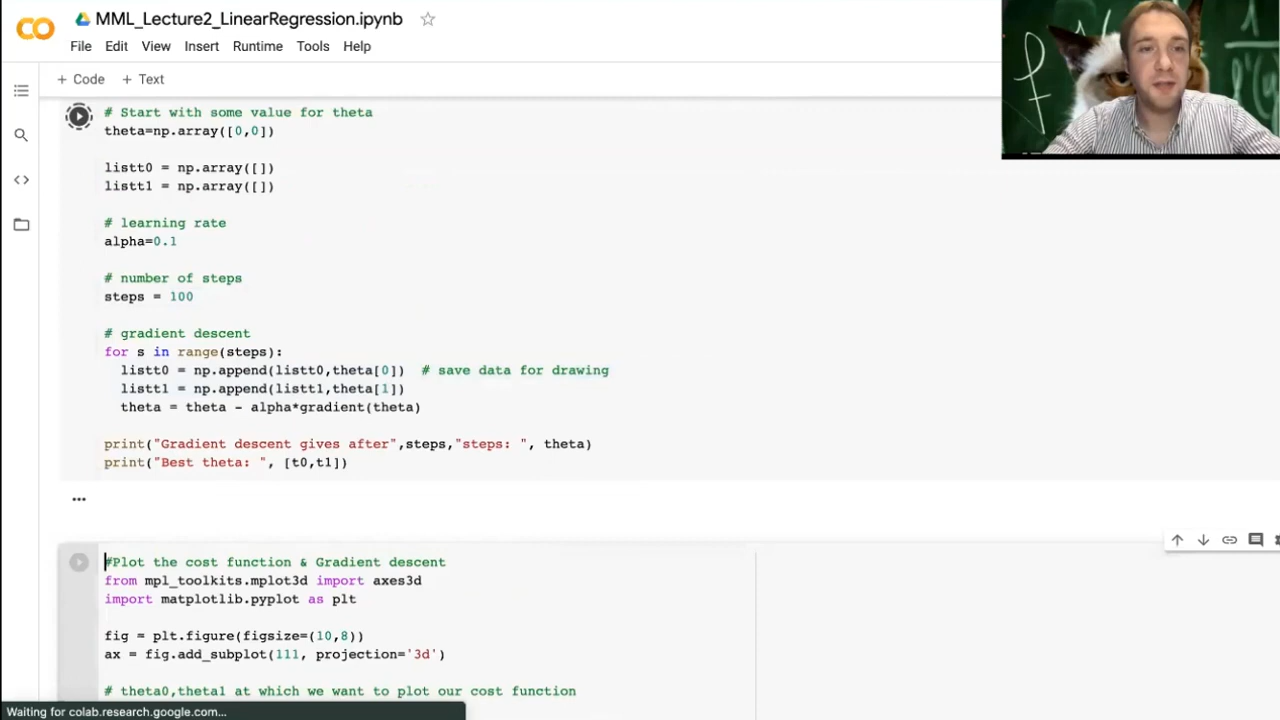 MML_Lecture2_LinearRegression.ipynb
File Edit View Insert Runtime Tools Help
+ Code + Text
# Start with some value for theta
theta=np.array([0,0])
listt0 = np.array([])
listt1 = np.array([])
# learning rate
alpha=0.1
# number of steps
steps = 100
# gradient descent
for s in range(steps):
listt0 = np.append(listt0,theta[0]) # save data for drawing
listt1 = np.append(listt1,theta[1])
theta = theta - alpha*gradient(theta)
print("Gradient descent gives after",steps,"steps: ", theta)
print("Best theta: ", [t0,t1])
#Plot the cost function & Gradient descent
from mpl_toolkits.mplot3d import axes3d
import matplotlib.pyplot as plt
fig = plt.figure(figsize=(10,8))
ax = fig.add_subplot(111, projection='3d')
# theta0,theta1 at which we want to plot our cost function
Waiting for colab.research.google.com...